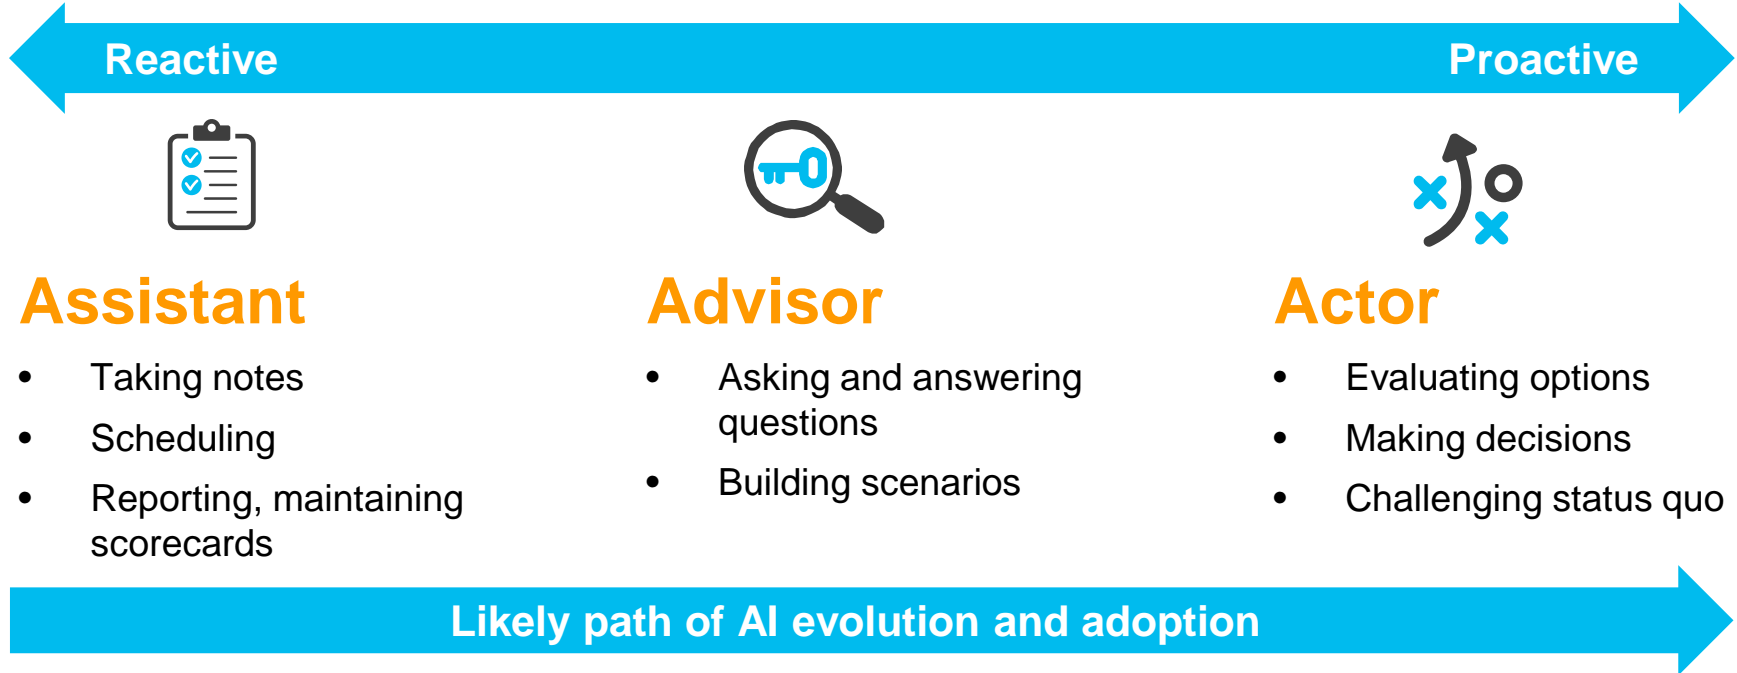 Reactive
Proactive
Assistant
• Taking notes
• Scheduling
• Reporting, maintaining
scorecards
Advisor
• Asking and answering
questions
• Building scenarios
Actor
• Evaluating options
• Making decisions
• Challenging status quo
Likely path of AI evolution and adoption